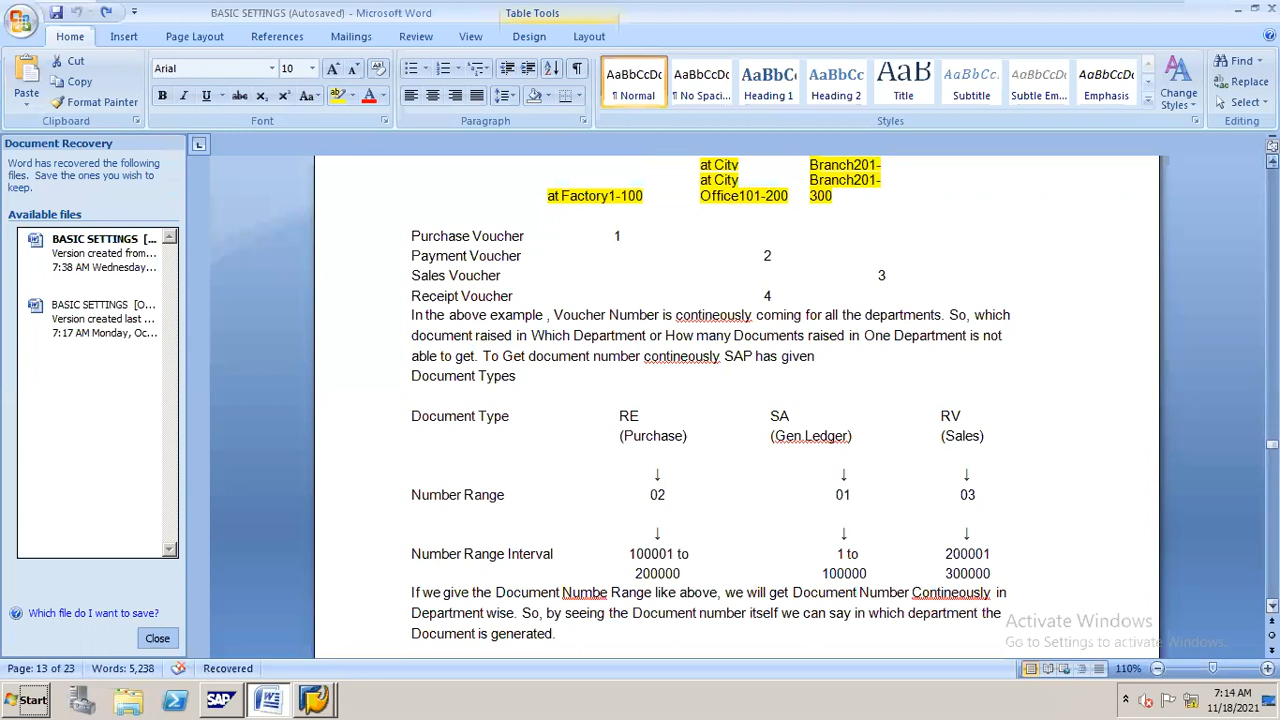 BASIC SETTINGS (Autosaved) - Microsoft Word
Table Tools
Home Insert Page Layout References Mailings Review View Design Layout
Paste
Cut
Copy
Format Painter
Clipboard
Arial 10
Font
Paragraph
AaBbCcDc AaBbCcDc AaBbCc AaBbCc AaB AaBbCcL AaBbCcDc AaBbCcDc
¶ Normal ¶ No Spaci... Heading 1 Heading 2 Title Subtitle Subtle Em... Emphasis
Styles
Change
Styles
Find
Replace
Select
Editing
Document Recovery
Word has recovered the following
files. Save the ones you wish to
keep.
Available files
BASIC SETTINGS [...
Version created from...
7:38 AM Wednesday...
BASIC SETTINGS [O...
Version created last ...
7:17 AM Monday, Oc...
Which file do I want to save?
Close
at City Branch201-
at City Branch201-
at Factory1-100 Office101-200 300
Purchase Voucher 1
Payment Voucher 2
Sales Voucher 3
Receipt Voucher 4
In the above example , Voucher Number is contineously coming for all the departments. So, which
document raised in Which Department or How many Documents raised in One Department is not
able to get. To Get document number contineously SAP has given
Document Types
Document Type RE SA RV
(Purchase) (Gen.Ledger) (Sales)
↓ ↓ ↓
Number Range 02 01 03
↓ ↓ ↓
Number Range Interval 100001 to 1 to 200001
200000 100000 300000
If we give the Document Numbe Range like above, we will get Document Number Contineously in
Department wise. So, by seeing the Document number itself we can say in which department the
Document is generated.
Activate Windows
Go to Settings to activate Windows.
Page: 13 of 23 Words: 5,238 Recovered 110%
Start SAP 7:14 AM
11/18/2021